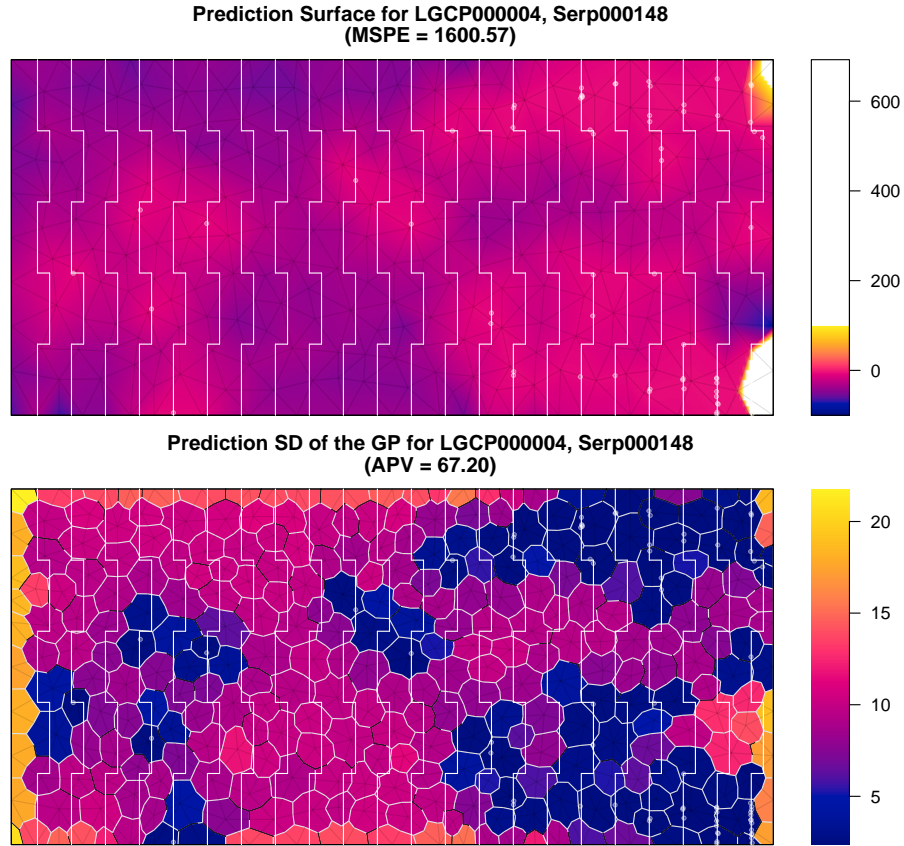 Prediction Surface for LGCP000004, Serp000148
(MSPE = 1600.57)
600
400
200
0
Prediction SD of the GP for LGCP000004, Serp000148
(APV = 67.20)
20
15
10
5